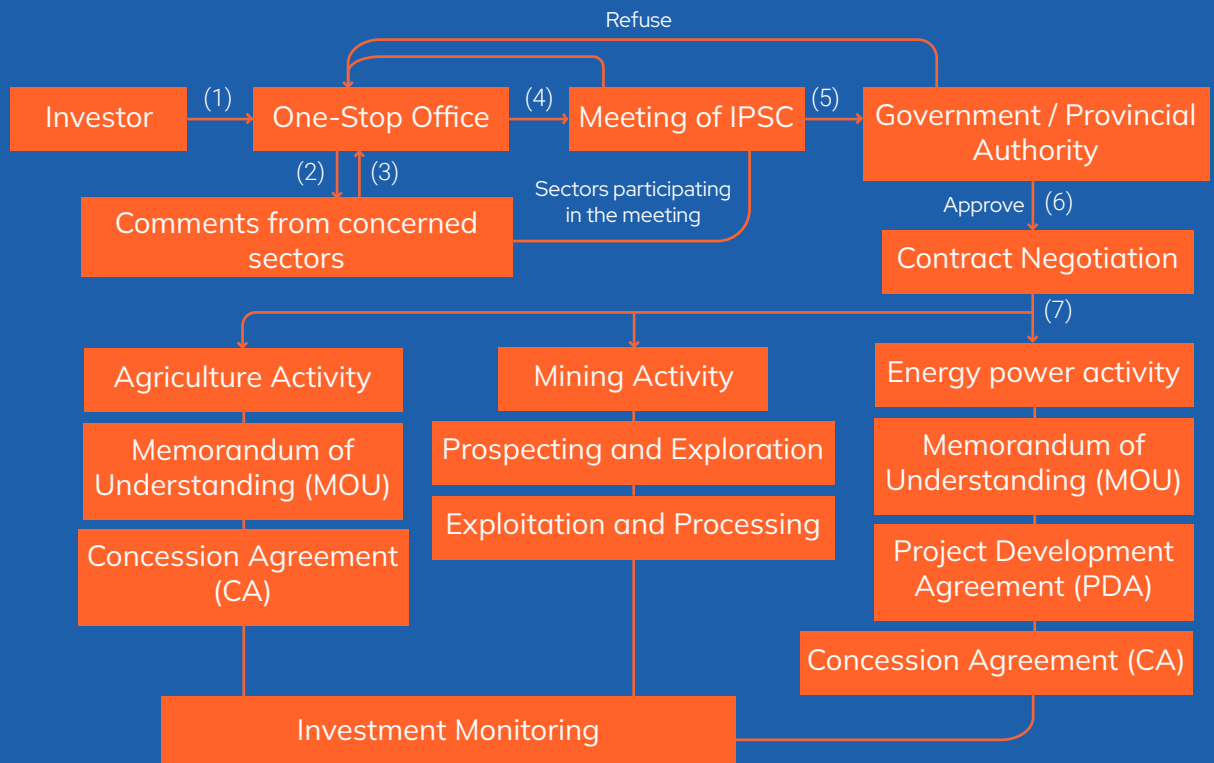 Refuse
Investor
(1)
One-Stop Office
(4)
Meeting of IPSC
(5)
Government / Provincial
Authority
(2)
(3)
Sectors participating
in the meeting
Approve
(6)
Comments from concerned
sectors
Contract Negotiation
(7)
Agriculture Activity
Memorandum of
Understanding (MOU)
Concession Agreement
(CA)
Mining Activity
Prospecting and Exploration
Exploitation and Processing
Energy power activity
Memorandum of
Understanding (MOU)
Project Development
Agreement (PDA)
Concession Agreement (CA)
Investment Monitoring